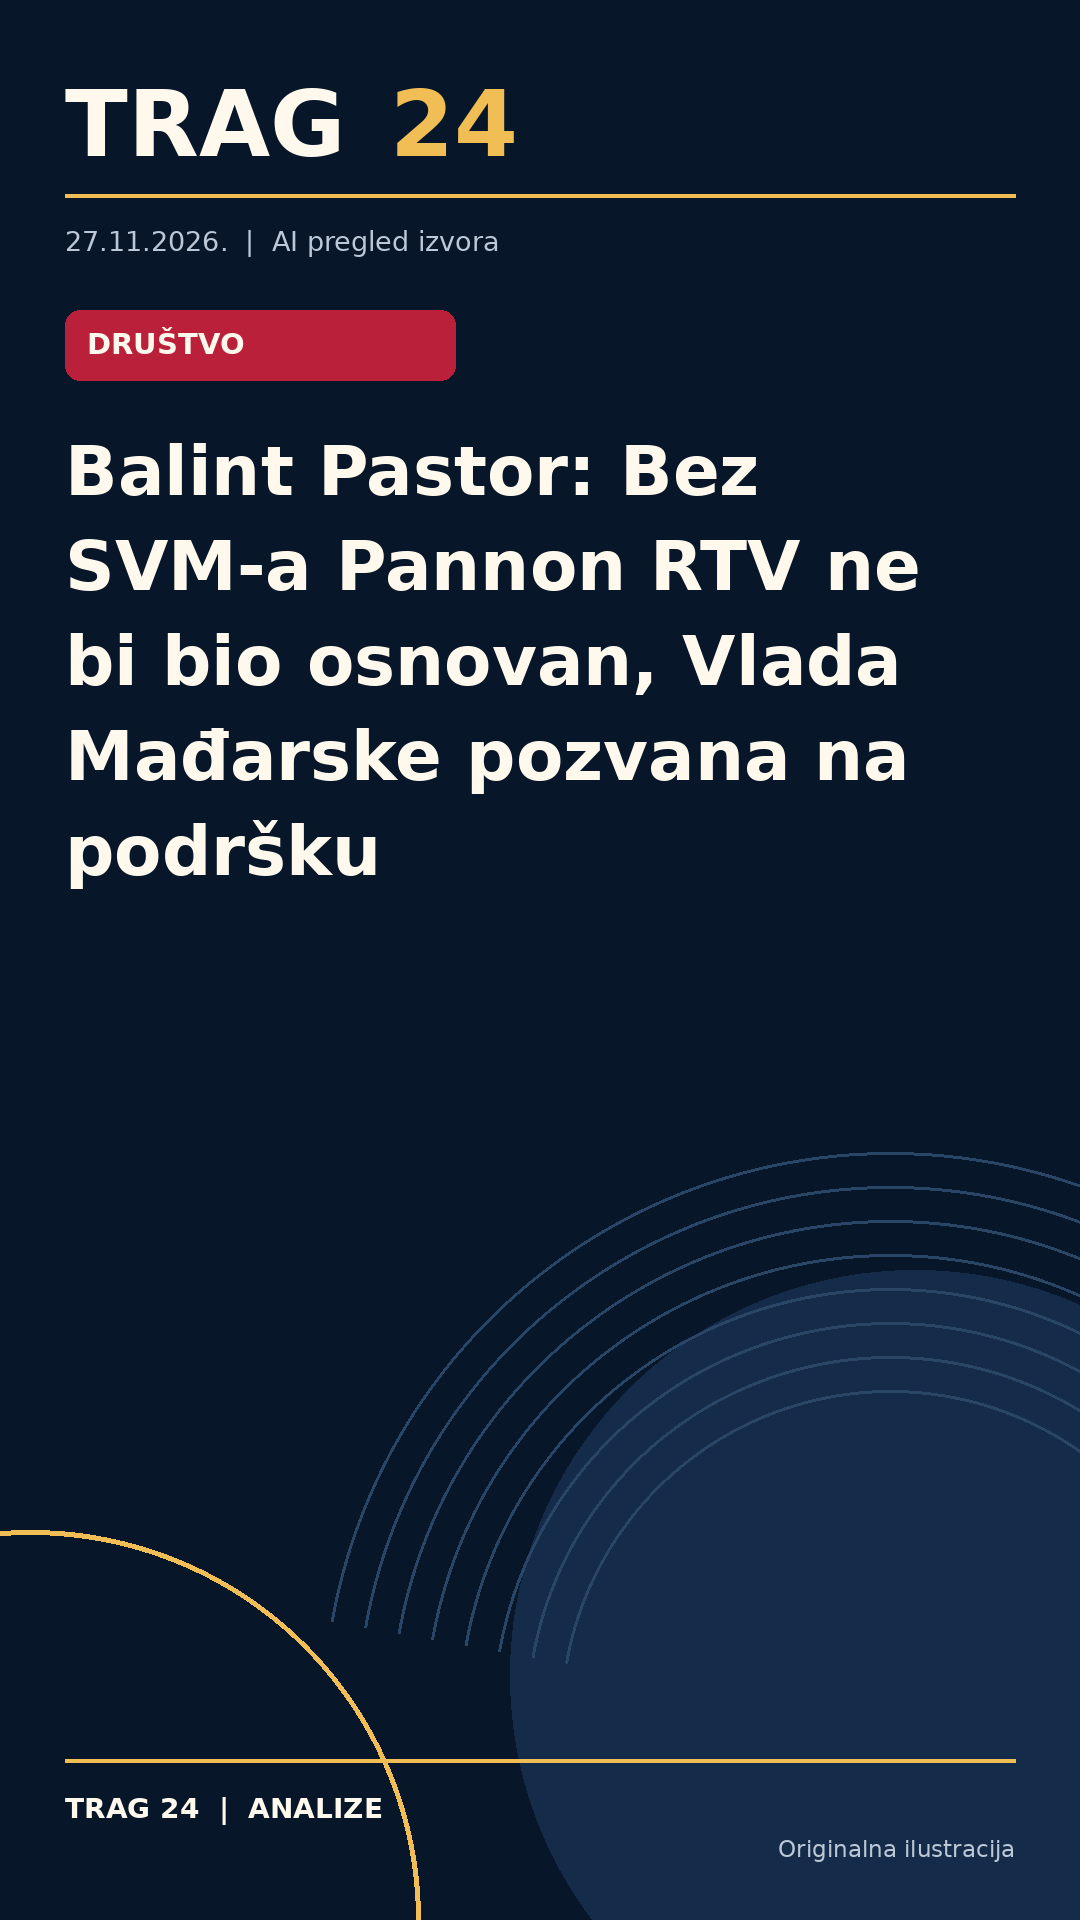 TRAG 24
27.11.2026. | AI pregled izvora
DRUŠTVO
Balint Pastor: Bez
SVM-a Pannon RTV ne
bi bio osnovan, Vlada
Mađarske pozvana na
podršku
TRAG 24 | ANALIZE
Originalna ilustracija